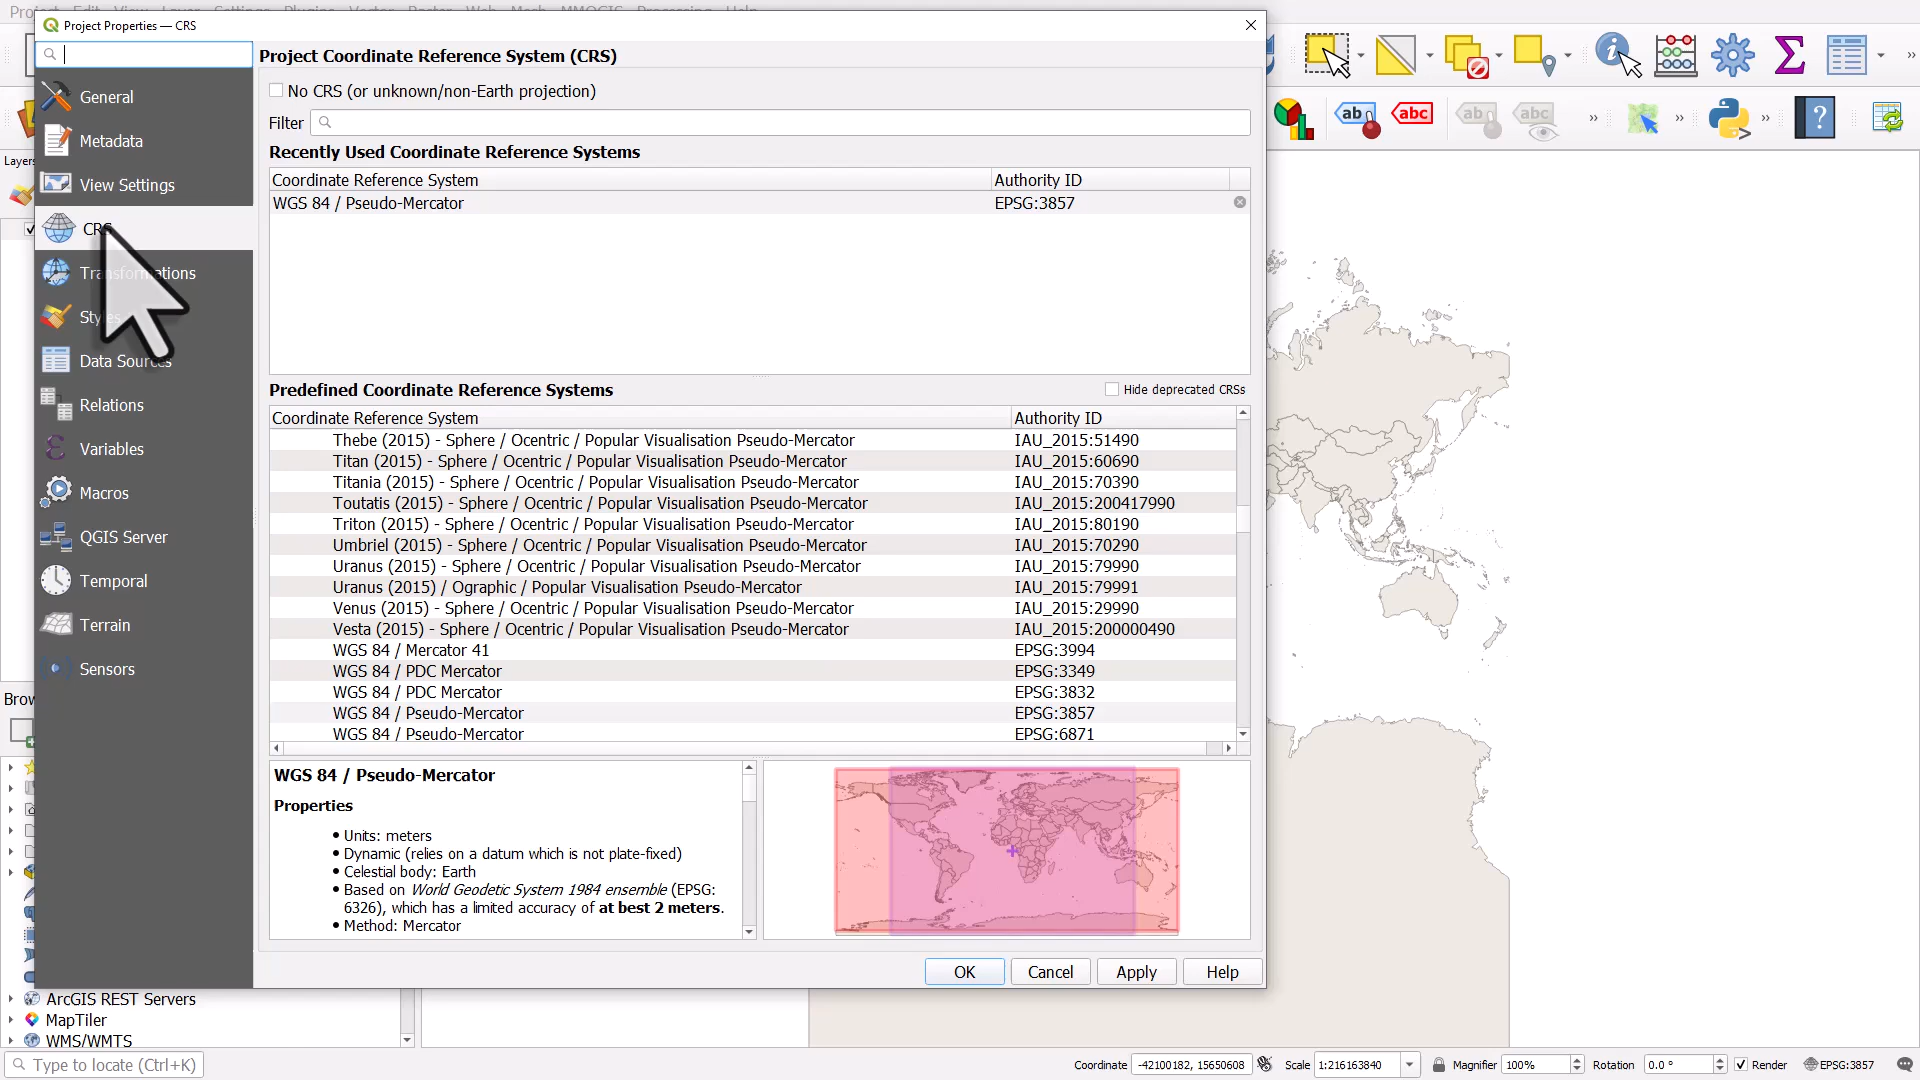 Project Properties — CRS
Project Coordinate Reference System (CRS)
General
Metadata
View Settings
CRS
Transformations
Styles
Data Sources
Relations
Variables
Macros
QGIS Server
Temporal
Terrain
Sensors
No CRS (or unknown/non-Earth projection)
Filter
Recently Used Coordinate Reference Systems
Coordinate Reference System Authority ID
WGS 84 / Pseudo-Mercator EPSG:3857
Predefined Coordinate Reference Systems
Hide deprecated CRSs
Coordinate Reference System Authority ID
Thebe (2015) - Sphere / Ocentric / Popular Visualisation Pseudo-Mercator IAU_2015:51490
Titan (2015) - Sphere / Ocentric / Popular Visualisation Pseudo-Mercator IAU_2015:60690
Titania (2015) - Sphere / Ocentric / Popular Visualisation Pseudo-Mercator IAU_2015:70390
Toutatis (2015) - Sphere / Ocentric / Popular Visualisation Pseudo-Mercator IAU_2015:200417990
Triton (2015) - Sphere / Ocentric / Popular Visualisation Pseudo-Mercator IAU_2015:80190
Umbriel (2015) - Sphere / Ocentric / Popular Visualisation Pseudo-Mercator IAU_2015:70290
Uranus (2015) - Sphere / Ocentric / Popular Visualisation Pseudo-Mercator IAU_2015:79990
Uranus (2015) / Ographic / Popular Visualisation Pseudo-Mercator IAU_2015:79991
Venus (2015) - Sphere / Ocentric / Popular Visualisation Pseudo-Mercator IAU_2015:29990
Vesta (2015) - Sphere / Ocentric / Popular Visualisation Pseudo-Mercator IAU_2015:200000490
WGS 84 / Mercator 41 EPSG:3994
WGS 84 / PDC Mercator EPSG:3349
WGS 84 / PDC Mercator EPSG:3832
WGS 84 / Pseudo-Mercator EPSG:3857
WGS 84 / Pseudo-Mercator EPSG:6871
WGS 84 / Pseudo-Mercator
Properties
• Units: meters
• Dynamic (relies on a datum which is not plate-fixed)
• Celestial body: Earth
• Based on World Geodetic System 1984 ensemble (EPSG:
6326), which has a limited accuracy of at best 2 meters.
• Method: Mercator
OK Cancel Apply Help
Layers
ab abc ab abc
Brow
ArcGIS REST Servers
MapTiler
WMS/WMTS
Type to locate (Ctrl+K)
Coordinate -42100182, 15650608 Scale 1:216163840 Magnifier 100% Rotation 0.0 ° Render EPSG:3857